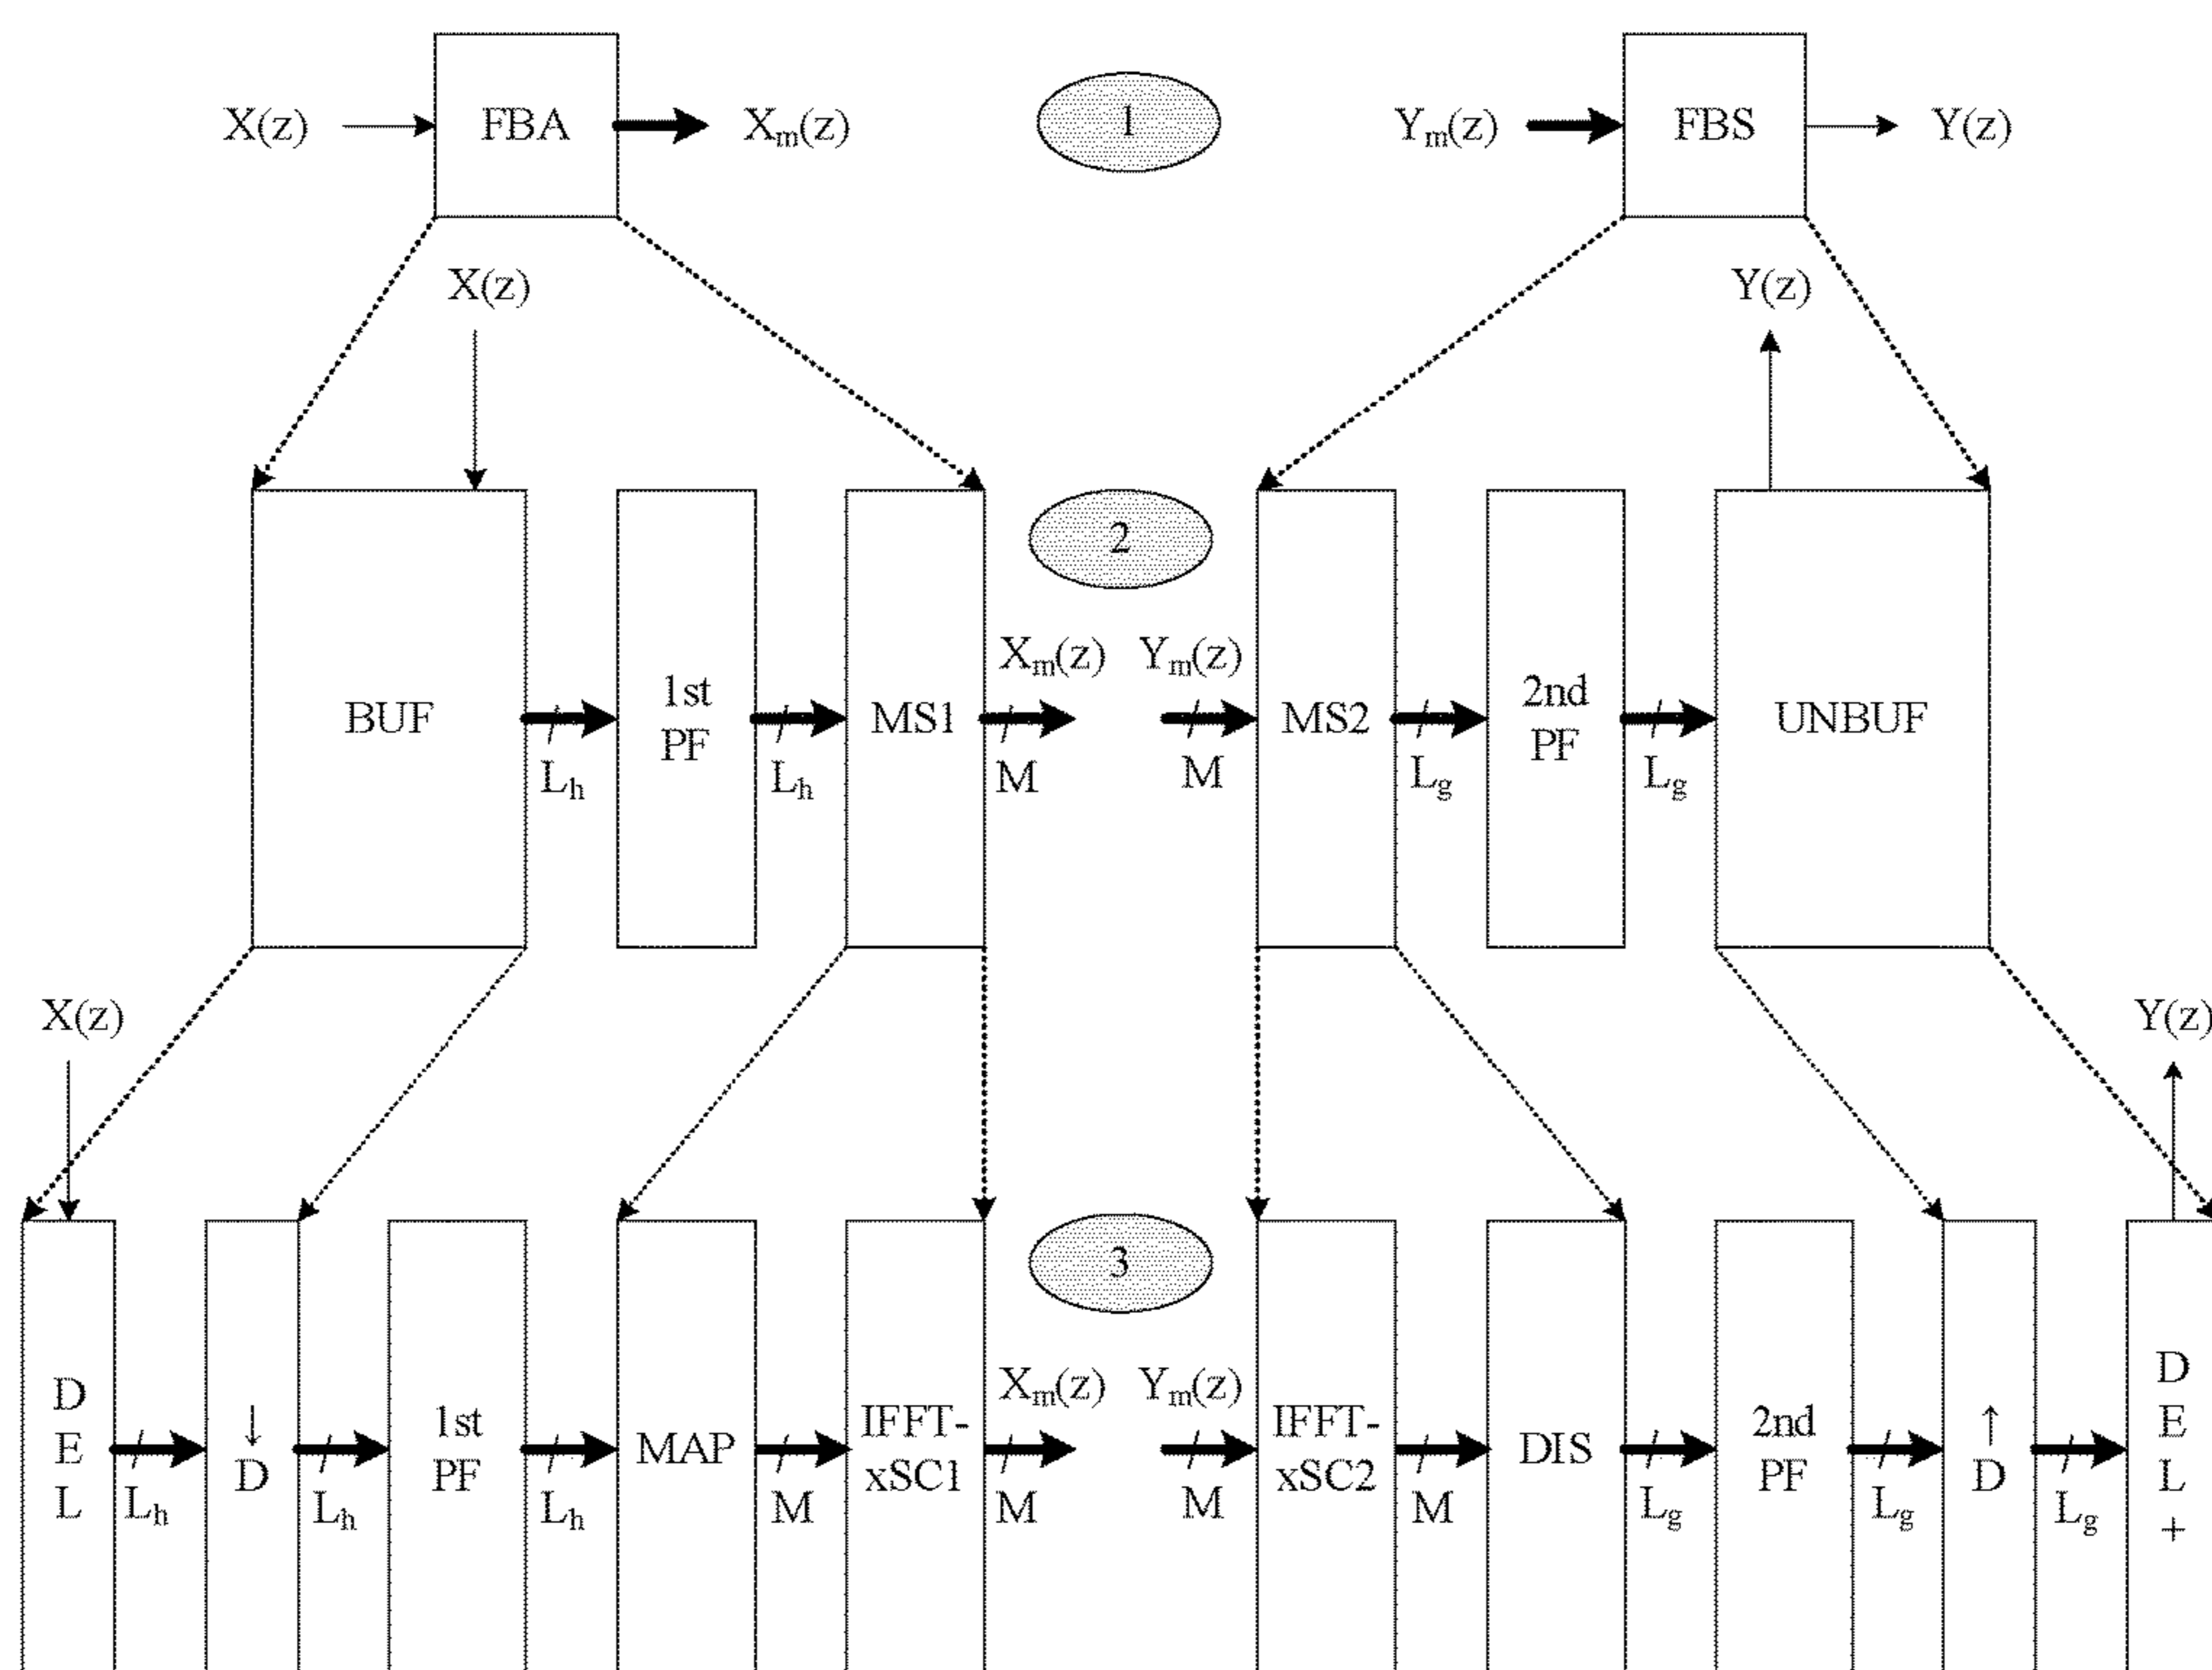 X(z) FBA Xm(z) 1 Ym(z) FBS Y(z)
X(z) Y(z)
2
Xm(z) Ym(z)
BUF 1st PF MS1 MS2 2nd PF UNBUF
Lh Lh M M Lg Lg
X(z) Y(z)
3
Xm(z) Ym(z)
D E L ↓ D 1st PF MAP IFFT-xSC1 IFFT-xSC2 DIS 2nd PF ↑ D D E L +
Lh Lh Lh M M M M Lg Lg Lg